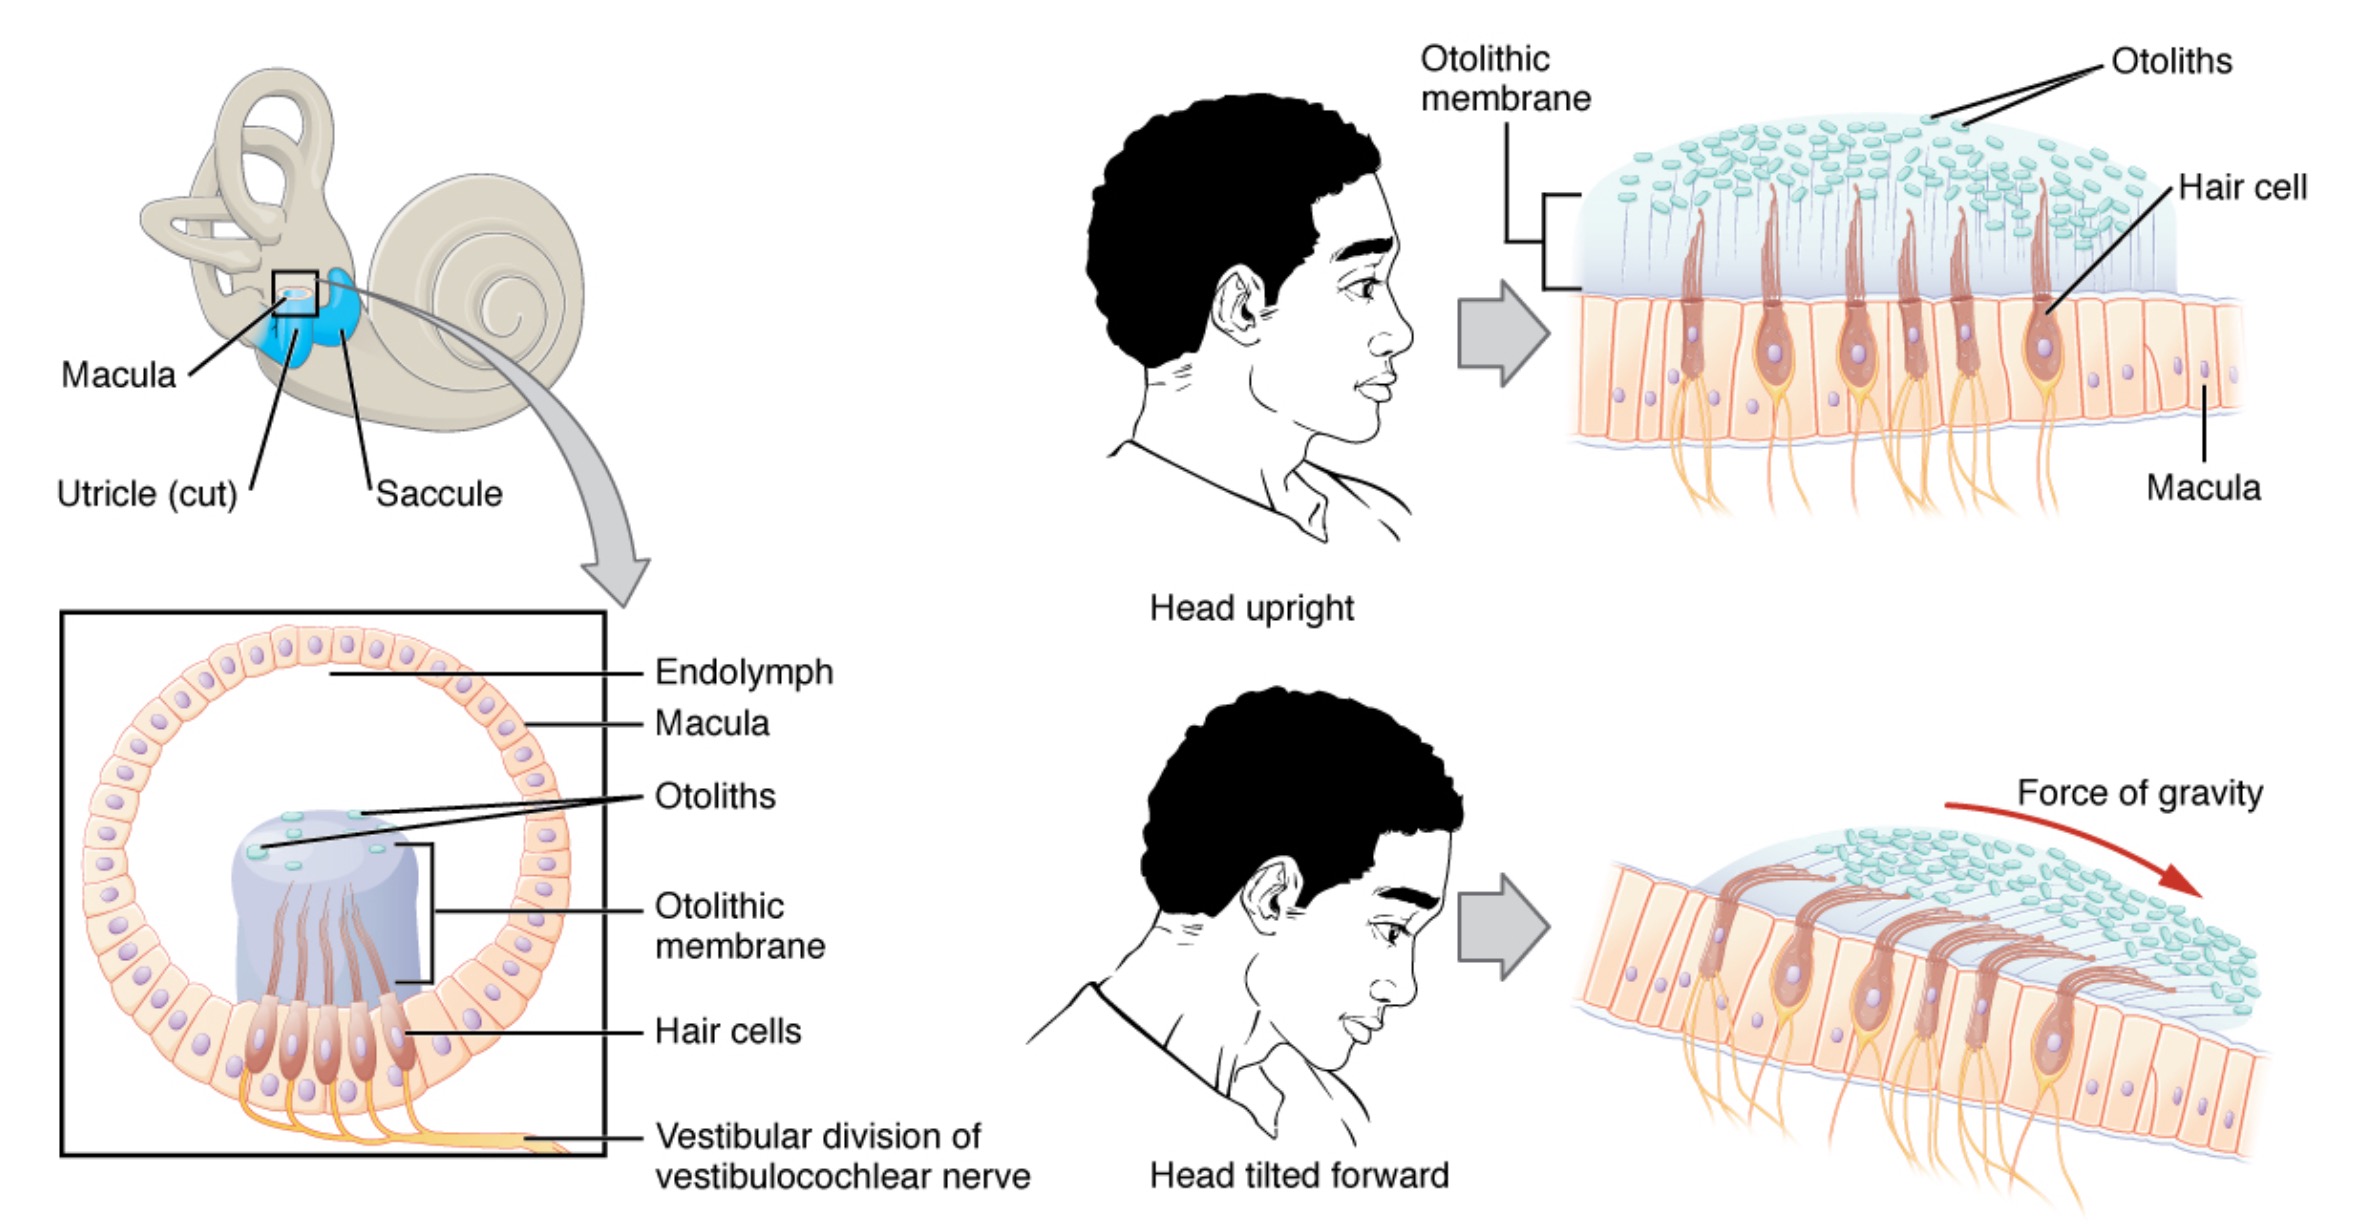 Macula
Utricle (cut)
Saccule
Endolymph
Macula
Otoliths
Otolithic
membrane
Hair cells
Vestibular division of
vestibulocochlear nerve
Otolithic
membrane
Otoliths
Hair cell
Macula
Head upright
Force of gravity
Head tilted forward